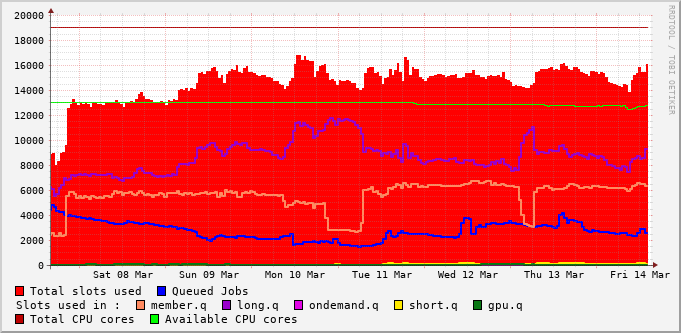 20000
18000
16000
14000
12000
10000
8000
6000
4000
2000
0
Sat 08 Mar Sun 09 Mar Mon 10 Mar Tue 11 Mar Wed 12 Mar Thu 13 Mar Fri 14 Mar
Total slots used Queued Jobs
Slots used in : member.q long.q ondemand.q short.q gpu.q
Total CPU cores Available CPU cores
RRDTOOL / TOBI OETIKER